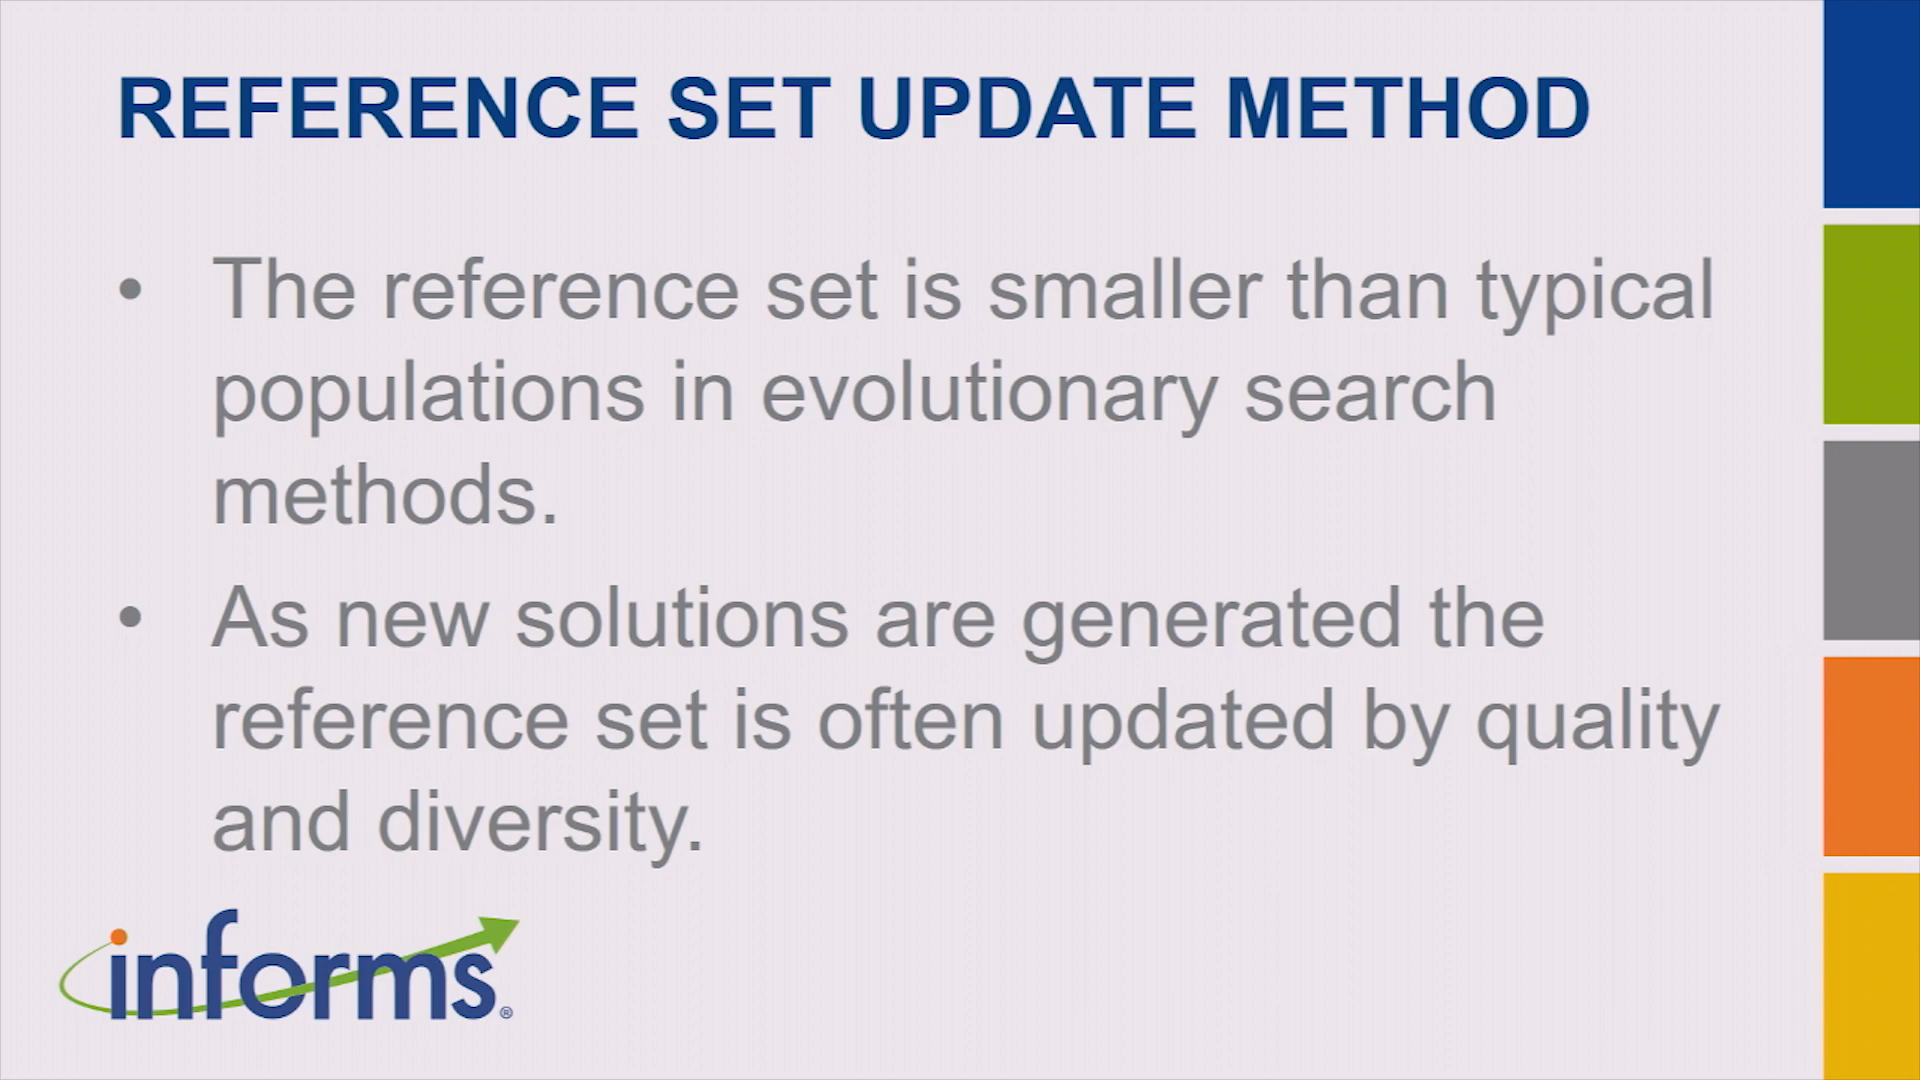 REFERENCE SET UPDATE METHOD
• The reference set is smaller than typical
populations in evolutionary search
methods.
• As new solutions are generated the
reference set is often updated by quality
and diversity.
informs®